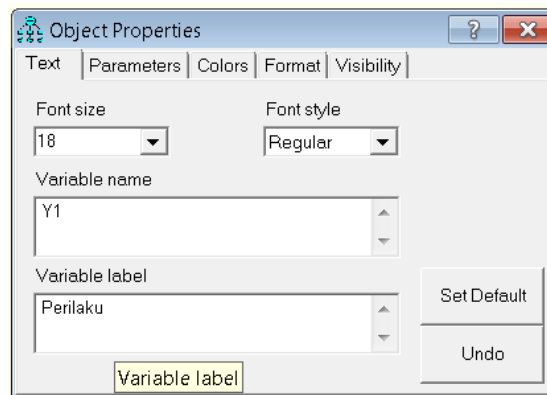 Object Properties
Text Parameters Colors Format Visibility
Font size Font style
18 Regular
Variable name
Y1
Variable label
Perilaku
Set Default
Undo
Variable label